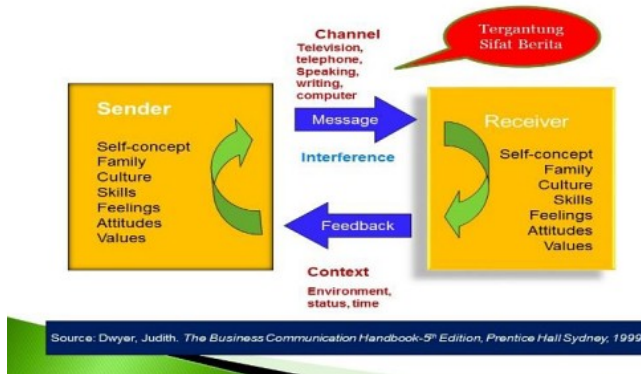 Channel
Television,
telephone,
Speaking,
writing,
computer
Tergantung
Sifat Berita
Sender
Self-concept
Family
Culture
Skills
Feelings
Attitudes
Values
Message
Interference
Feedback
Receiver
Self-concept
Family
Culture
Skills
Feelings
Attitudes
Values
Context
Environment,
status, time
Source: Dwyer, Judith. The Business Communication Handbook-5th Edition, Prentice Hall Sydney, 1999